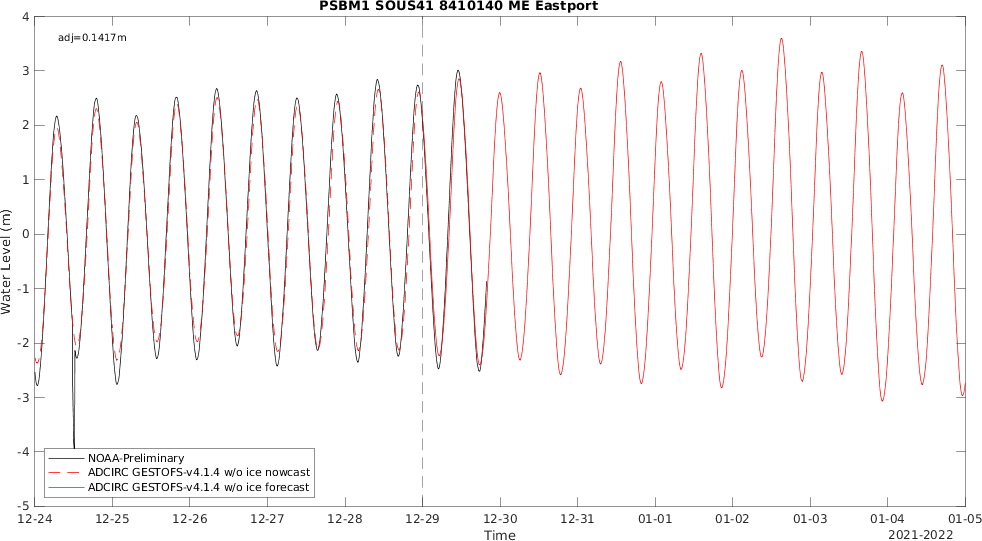 PSBM1 SOUS41 8410140 ME Eastport
adj=0.1417m
4
3
2
1
0
-1
-2
-3
-4
-5
Water Level (m)
NOAA-Preliminary
ADCIRC GESTOFS-v4.1.4 w/o ice nowcast
ADCIRC GESTOFS-v4.1.4 w/o ice forecast
12-24 12-25 12-26 12-27 12-28 12-29 12-30 12-31 01-01 01-02 01-03 01-04 01-05
Time
2021-2022